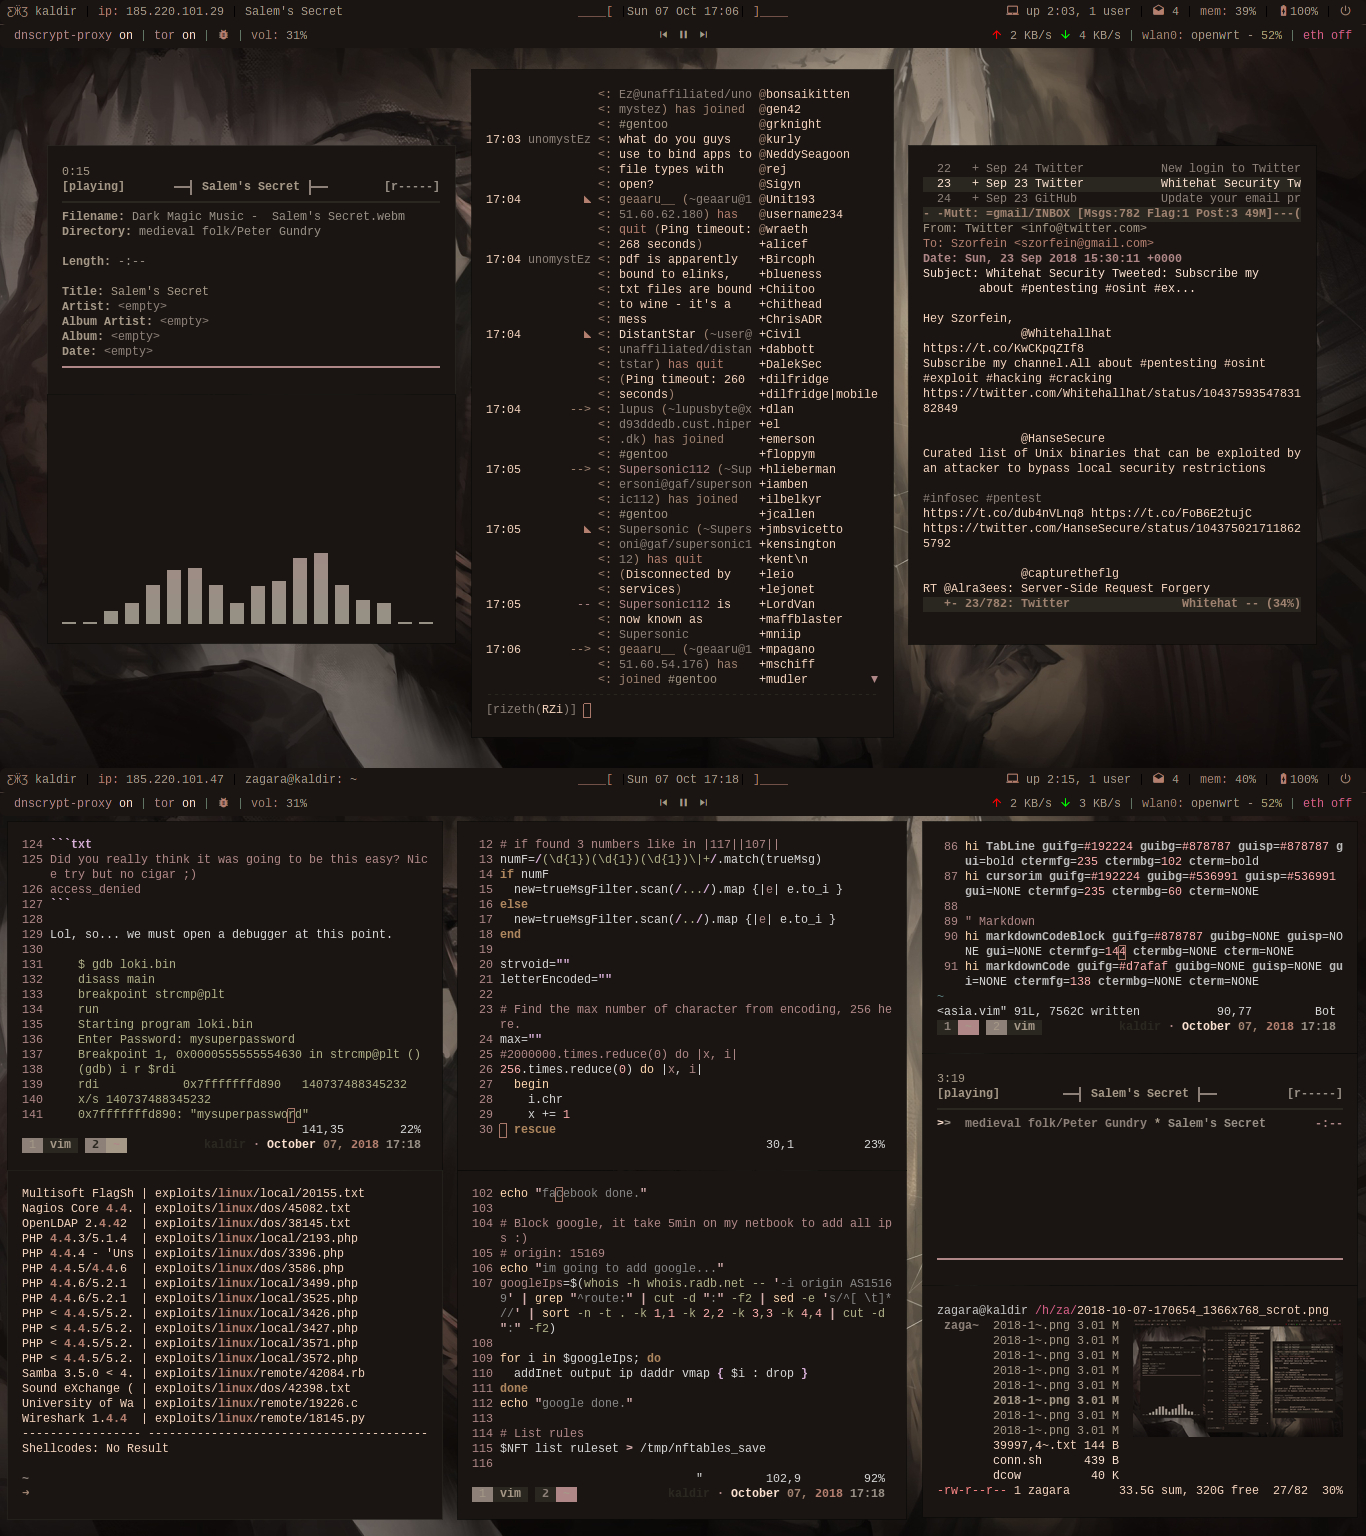 kaldir | ip: 185.220.101.29 | Salem's Secret
____[ Sun 07 Oct 17:06 ]____
up 2:03, 1 user | 4 | mem: 39% | 100%
dnscrypt-proxy on | tor on | | vol: 31%
2 KB/s 4 KB/s | wlan0: openwrt - 52% | eth off
0:15
[playing] ──┤ Salem's Secret ├── [r-----]
Filename: Dark Magic Music - Salem's Secret.webm
Directory: medieval folk/Peter Gundry
Length: -:--
Title: Salem's Secret
Artist: <empty>
Album Artist: <empty>
Album: <empty>
Date: <empty>
<: Ez@unaffiliated/uno @bonsaikitten
<: mystez) has joined @gen42
<: #gentoo @grknight
17:03 unomystEz <: what do you guys @kurly
<: use to bind apps to @NeddySeagoon
<: file types with @rej
<: open? @Sigyn
17:04 ◣ <: geaaru__ (~geaaru@1 @Unit193
<: 51.60.62.180) has @username234
<: quit (Ping timeout: @wraeth
<: 268 seconds) +alicef
17:04 unomystEz <: pdf is apparently +Bircoph
<: bound to elinks, +blueness
<: txt files are bound +Chiitoo
<: to wine - it's a +chithead
<: mess +ChrisADR
17:04 ◣ <: DistantStar (~user@ +Civil
<: unaffiliated/distan +dabbott
<: tstar) has quit +DalekSec
<: (Ping timeout: 260 +dilfridge
<: seconds) +dilfridge|mobile
17:04 --> <: lupus (~lupusbyte@x +dlan
<: d93ddedb.cust.hiper +el
<: .dk) has joined +emerson
<: #gentoo +floppym
17:05 --> <: Supersonic112 (~Sup +hlieberman
<: ersoni@gaf/superson +iamben
<: ic112) has joined +ilbelkyr
<: #gentoo +jcallen
17:05 ◣ <: Supersonic (~Supers +jmbsvicetto
<: oni@gaf/supersonic1 +kensington
<: 12) has quit +kent\n
<: (Disconnected by +leio
<: services) +lejonet
17:05 -- <: Supersonic112 is +LordVan
<: now known as +maffblaster
<: Supersonic +mniip
17:06 --> <: geaaru__ (~geaaru@1 +mpagano
<: 51.60.54.176) has +mschiff
<: joined #gentoo +mudler ▼
[rizeth(RZi)]
22 + Sep 24 Twitter New login to Twitter
23 + Sep 23 Twitter Whitehat Security Tw
24 + Sep 23 GitHub Update your email pr
- -Mutt: =gmail/INBOX [Msgs:782 Flag:1 Post:3 49M]---(
From: Twitter <info@twitter.com>
To: Szorfein <szorfein@gmail.com>
Date: Sun, 23 Sep 2018 15:30:11 +0000
Subject: Whitehat Security Tweeted: Subscribe my
about #pentesting #osint #ex...
Hey Szorfein,
@Whitehallhat
https://t.co/KwCKpqZIf8
Subscribe my channel.All about #pentesting #osint
#exploit #hacking #cracking
https://twitter.com/Whitehallhat/status/10437593547831
82849
@HanseSecure
Curated list of Unix binaries that can be exploited by
an attacker to bypass local security restrictions
#infosec #pentest
https://t.co/dub4nVLnq8 https://t.co/FoB6E2tujC
https://twitter.com/HanseSecure/status/104375021711862
5792
@capturetheflg
RT @Alra3ees: Server-Side Request Forgery
+- 23/782: Twitter Whitehat -- (34%)
kaldir | ip: 185.220.101.47 | zagara@kaldir: ~
____[ Sun 07 Oct 17:18 ]____
up 2:15, 1 user | 4 | mem: 40% | 100%
dnscrypt-proxy on | tor on | | vol: 31%
2 KB/s 3 KB/s | wlan0: openwrt - 52% | eth off
124 ```txt
125 Did you really think it was going to be this easy? Nic
e try but no cigar ;)
126 access_denied
127 ```
128
129 Lol, so... we must open a debugger at this point.
130
131 $ gdb loki.bin
132 disass main
133 breakpoint strcmp@plt
134 run
135 Starting program loki.bin
136 Enter Password: mysuperpassword
137 Breakpoint 1, 0x0000555555554630 in strcmp@plt ()
138 (gdb) i r $rdi
139 rdi 0x7fffffffd890 140737488345232
140 x/s 140737488345232
141 0x7fffffffd890: "mysuperpassword"
141,35 22%
1 vim 2 kaldir · October 07, 2018 17:18
Multisoft FlagSh | exploits/linux/local/20155.txt
Nagios Core 4.4. | exploits/linux/dos/45082.txt
OpenLDAP 2.4.42 | exploits/linux/dos/38145.txt
PHP 4.4.3/5.1.4 | exploits/linux/local/2193.php
PHP 4.4.4 - 'Uns | exploits/linux/dos/3396.php
PHP 4.4.5/4.4.6 | exploits/linux/dos/3586.php
PHP 4.4.6/5.2.1 | exploits/linux/local/3499.php
PHP 4.4.6/5.2.1 | exploits/linux/local/3525.php
PHP < 4.4.5/5.2. | exploits/linux/local/3426.php
PHP < 4.4.5/5.2. | exploits/linux/local/3427.php
PHP < 4.4.5/5.2. | exploits/linux/local/3571.php
PHP < 4.4.5/5.2. | exploits/linux/local/3572.php
Samba 3.5.0 < 4. | exploits/linux/remote/42084.rb
Sound eXchange ( | exploits/linux/dos/42398.txt
University of Wa | exploits/linux/remote/19226.c
Wireshark 1.4.4 | exploits/linux/remote/18145.py
----------------- ----------------------------------------
Shellcodes: No Result
~
➜
12 # if found 3 numbers like in |117||107||
13 numF=/(\d{1})(\d{1})(\d{1})\|+/.match(trueMsg)
14 if numF
15 new=trueMsgFilter.scan(/.../).map {|e| e.to_i }
16 else
17 new=trueMsgFilter.scan(/../).map {|e| e.to_i }
18 end
19
20 strvoid=""
21 letterEncoded=""
22
23 # Find the max number of character from encoding, 256 he
re.
24 max=""
25 #2000000.times.reduce(0) do |x, i|
26 256.times.reduce(0) do |x, i|
27 begin
28 i.chr
29 x += 1
30 rescue
30,1 23%
102 echo "facebook done."
103
104 # Block google, it take 5min on my netbook to add all ip
s :)
105 # origin: 15169
106 echo "im going to add google..."
107 googleIps=$(whois -h whois.radb.net -- '-i origin AS1516
9' | grep "^route:" | cut -d ":" -f2 | sed -e 's/^[ \t]*
//' | sort -n -t . -k 1,1 -k 2,2 -k 3,3 -k 4,4 | cut -d
":" -f2)
108
109 for i in $googleIps; do
110 addInet output ip daddr vmap { $i : drop }
111 done
112 echo "google done."
113
114 # List rules
115 $NFT list ruleset > /tmp/nftables_save
116
" 102,9 92%
1 vim 2 kaldir · October 07, 2018 17:18
86 hi TabLine guifg=#192224 guibg=#878787 guisp=#878787 g
ui=bold ctermfg=235 ctermbg=102 cterm=bold
87 hi cursorim guifg=#192224 guibg=#536991 guisp=#536991
gui=NONE ctermfg=235 ctermbg=60 cterm=NONE
88
89 " Markdown
90 hi markdownCodeBlock guifg=#878787 guibg=NONE guisp=NO
NE gui=NONE ctermfg=144 ctermbg=NONE cterm=NONE
91 hi markdownCode guifg=#d7afaf guibg=NONE guisp=NONE gu
i=NONE ctermfg=138 ctermbg=NONE cterm=NONE
~
<asia.vim" 91L, 7562C written 90,77 Bot
1 2 vim kaldir · October 07, 2018 17:18
3:19
[playing] ──┤ Salem's Secret ├── [r-----]
>> medieval folk/Peter Gundry * Salem's Secret -:--
zagara@kaldir /h/za/2018-10-07-170654_1366x768_scrot.png
zaga~ 2018-1~.png 3.01 M
2018-1~.png 3.01 M
2018-1~.png 3.01 M
2018-1~.png 3.01 M
2018-1~.png 3.01 M
2018-1~.png 3.01 M
2018-1~.png 3.01 M
2018-1~.png 3.01 M
39997,4~.txt 144 B
conn.sh 439 B
dcow 40 K
-rw-r--r-- 1 zagara 33.5G sum, 320G free 27/82 30%